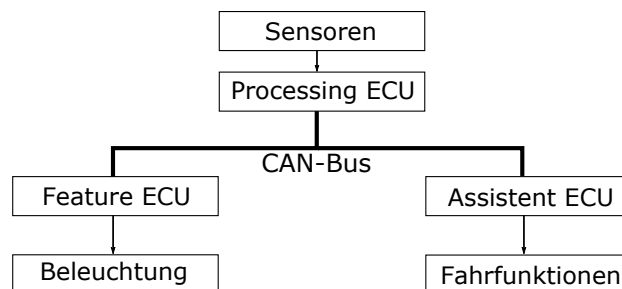 Sensoren
Processing ECU
CAN-Bus
Feature ECU
Assistent ECU
Beleuchtung
Fahrfunktionen